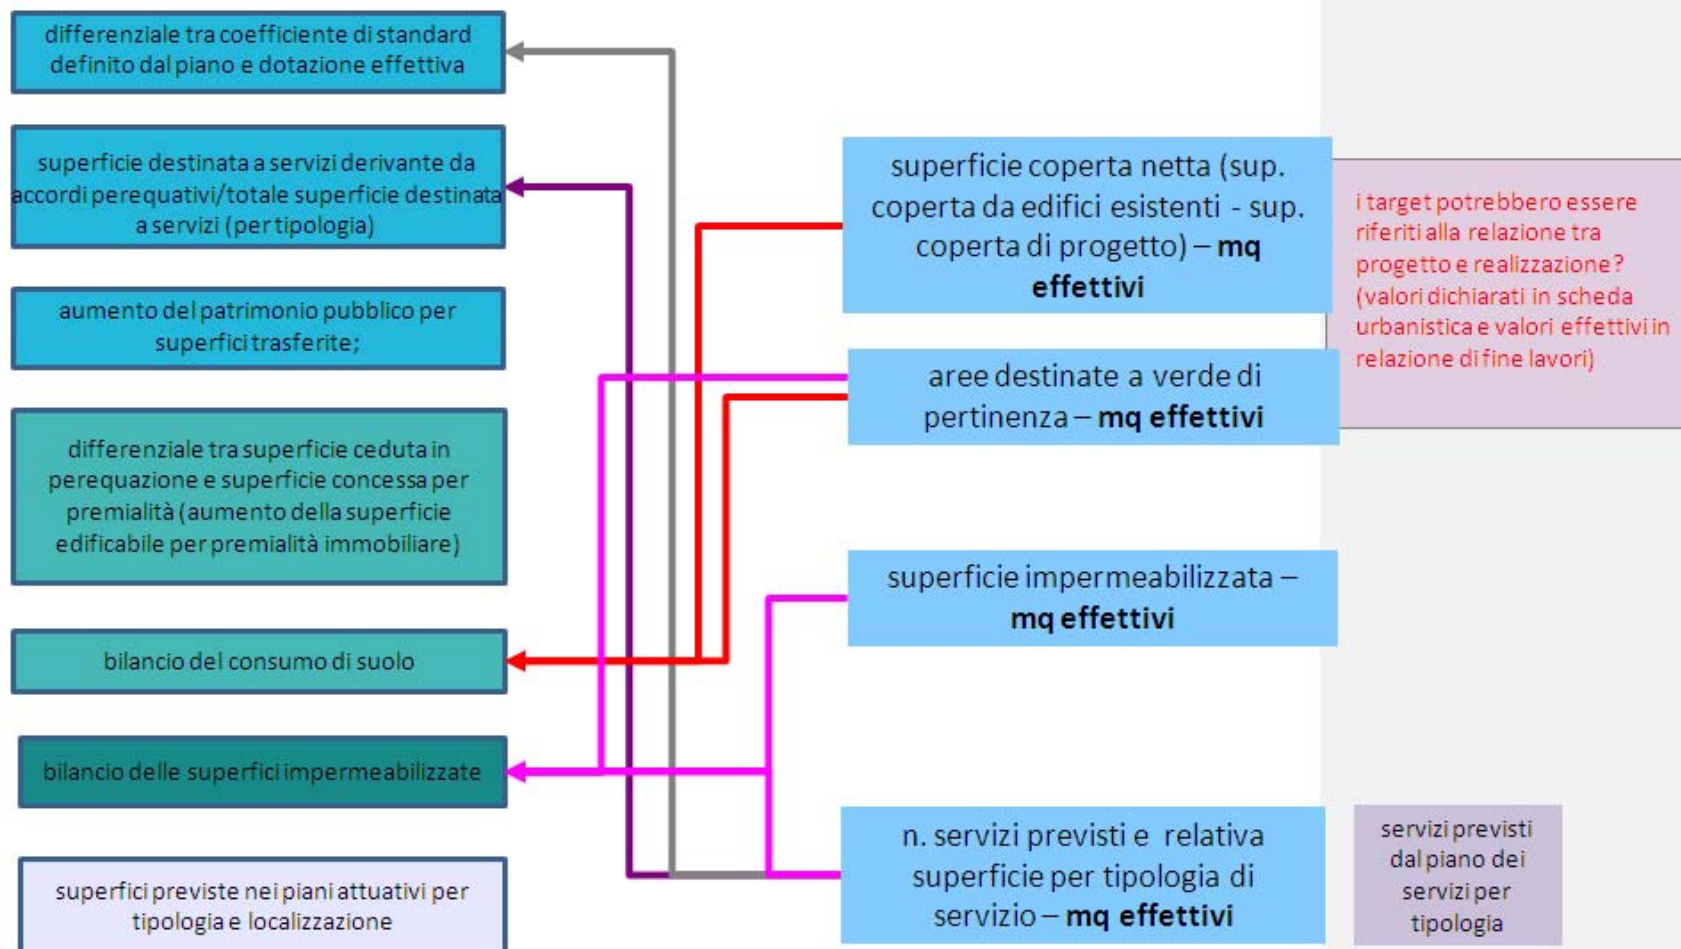 differenziale tra coefficiente di standard
definito dal piano e dotazione effettiva
superficie destinata a servizi derivante da
accordi perequativi/totale superficie destinata
a servizi (per tipologia)
aumento del patrimonio pubblico per
superfici trasferite;
differenziale tra superficie ceduta in
perequazione e superficie concessa per
premialità (aumento della superficie
edificabile per premialità immobiliare)
bilancio del consumo di suolo
bilancio delle superfici impermeabilizzate
superfici previste nei piani attuativi per
tipologia e localizzazione
superficie coperta netta (sup.
coperta da edifici esistenti - sup.
coperta di progetto) – mq
effettivi
aree destinate a verde di
pertinenza – mq effettivi
superficie impermeabilizzata –
mq effettivi
n. servizi previsti e relativa
superficie per tipologia di
servizio – mq effettivi
i target potrebbero essere
riferiti alla relazione tra
progetto e realizzazione?
(valori dichiarati in scheda
urbanistica e valori effettivi in
relazione di fine lavori)
servizi previsti
dal piano dei
servizi per
tipologia